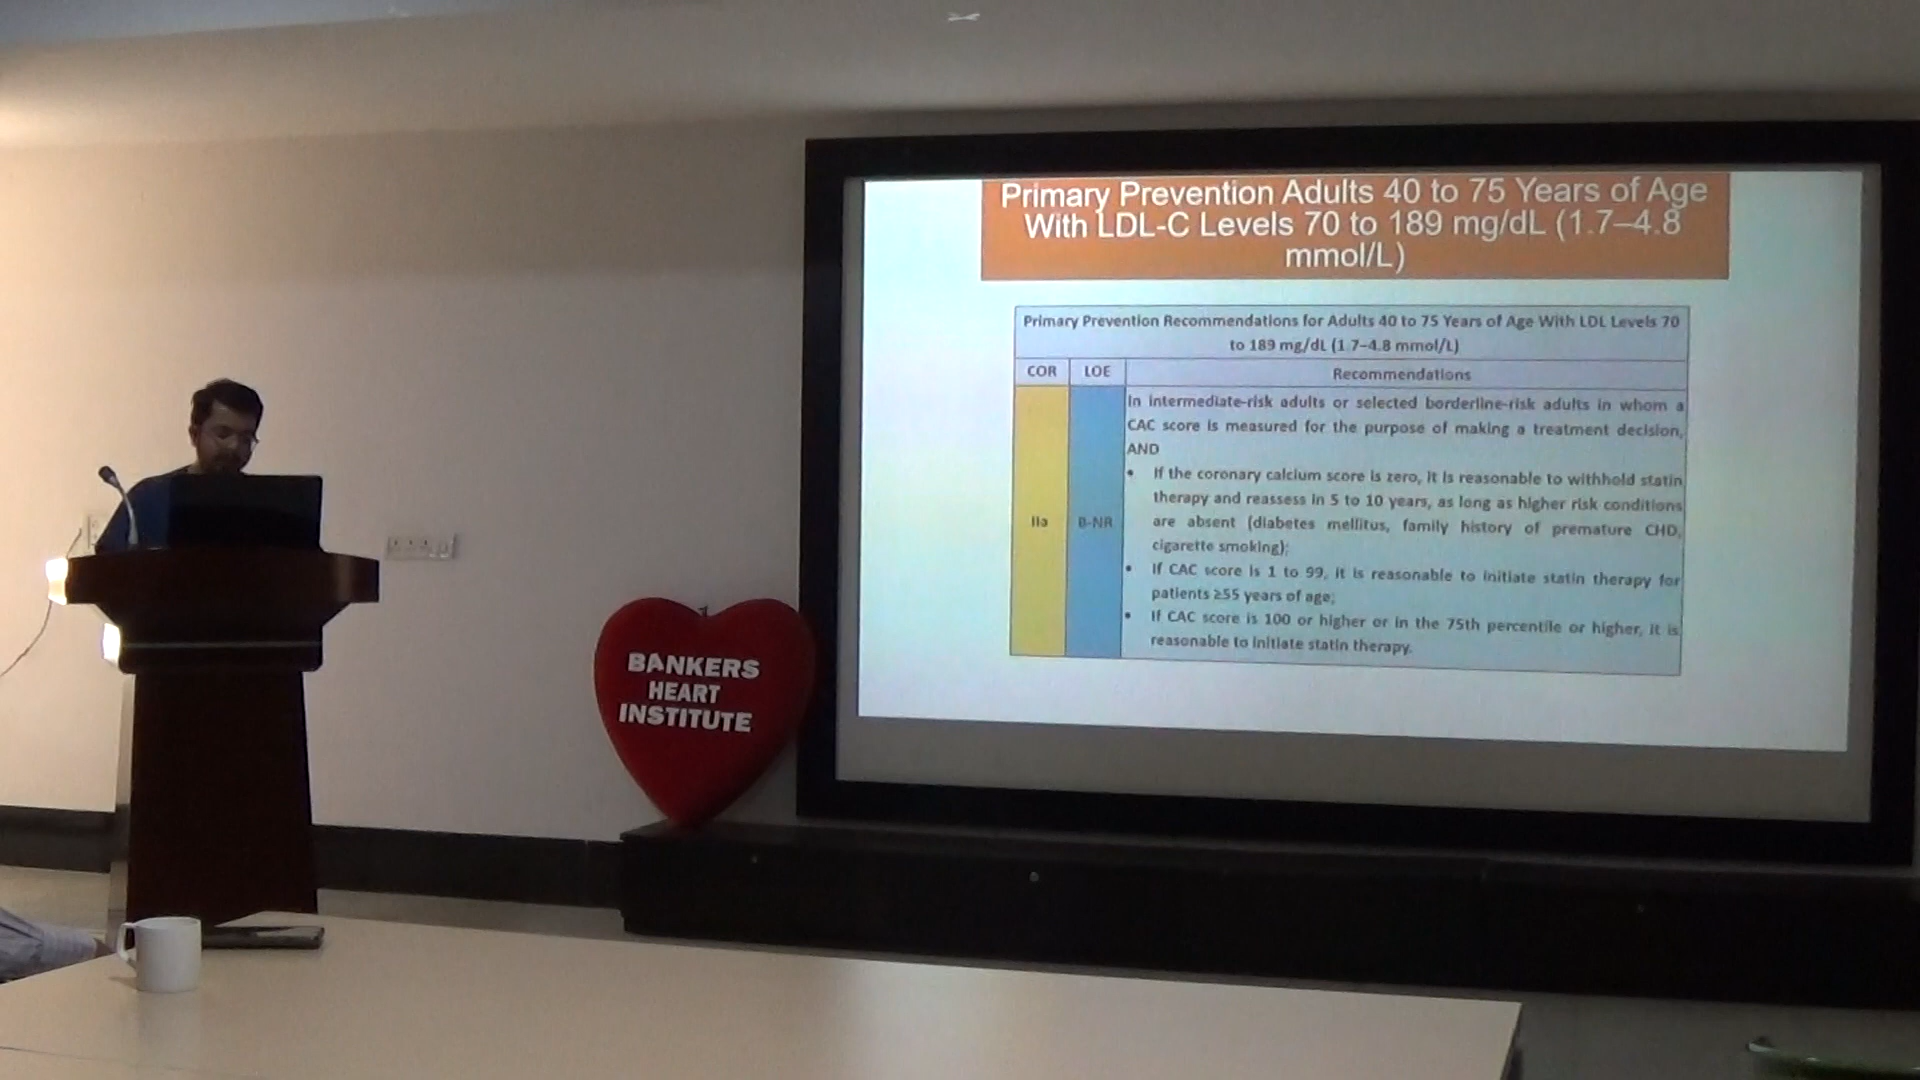 Primary Prevention Adults 40 to 75 Years of Age
With LDL-C Levels 70 to 189 mg/dL (1.7–4.8
mmol/L)
Primary Prevention Recommendations for Adults 40 to 75 Years of Age With LDL Levels 70
to 189 mg/dL (1.7–4.8 mmol/L)
COR
LOE
Recommendations
IIa
B-NR
In intermediate-risk adults or selected borderline-risk adults in whom a
CAC score is measured for the purpose of making a treatment decision,
AND
• If the coronary calcium score is zero, it is reasonable to withhold statin
therapy and reassess in 5 to 10 years, as long as higher risk conditions
are absent (diabetes mellitus, family history of premature CHD,
cigarette smoking);
• If CAC score is 1 to 99, it is reasonable to initiate statin therapy for
patients ≥55 years of age;
• If CAC score is 100 or higher or in the 75th percentile or higher, it is
reasonable to initiate statin therapy.
BANKERS
HEART
INSTITUTE